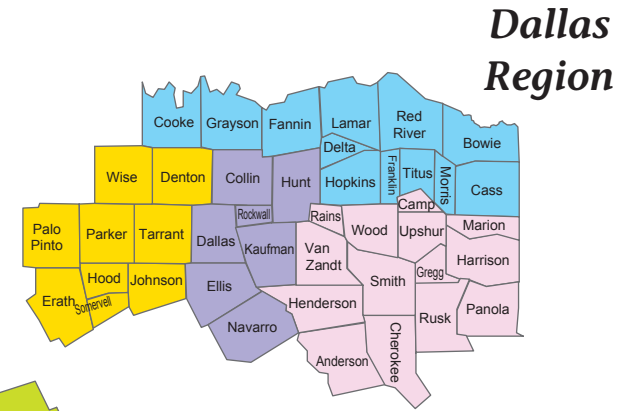 Dallas
Region
Cooke
Grayson
Fannin
Lamar
Red
River
Bowie
Delta
Wise
Denton
Collin
Hunt
Hopkins
Franklin
Titus
Morris
Cass
Camp
Rockwall
Rains
Wood
Upshur
Marion
Palo
Pinto
Parker
Tarrant
Dallas
Kaufman
Van
Zandt
Smith
Gregg
Harrison
Erath
Hood
Somervell
Johnson
Ellis
Henderson
Rusk
Panola
Navarro
Anderson
Cherokee